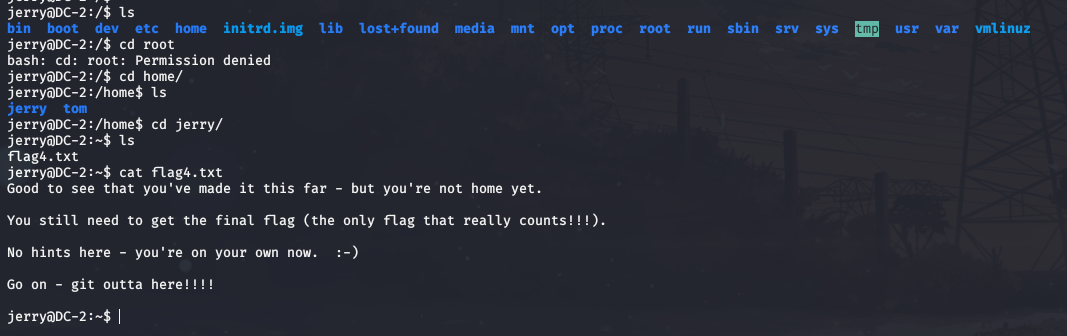 jerry@DC-2:/$ ls
bin boot dev etc home initrd.img lib lost+found media mnt opt proc root run sbin srv sys tmp usr var vmlinuz
jerry@DC-2:/$ cd root
bash: cd: root: Permission denied
jerry@DC-2:/$ cd home/
jerry@DC-2:/home$ ls
jerry tom
jerry@DC-2:/home$ cd jerry/
jerry@DC-2:~$ ls
flag4.txt
jerry@DC-2:~$ cat flag4.txt
Good to see that you've made it this far - but you're not home yet.
You still need to get the final flag (the only flag that really counts!!!).
No hints here - you're on your own now.  :-)
Go on - git outta here!!!!
jerry@DC-2:~$